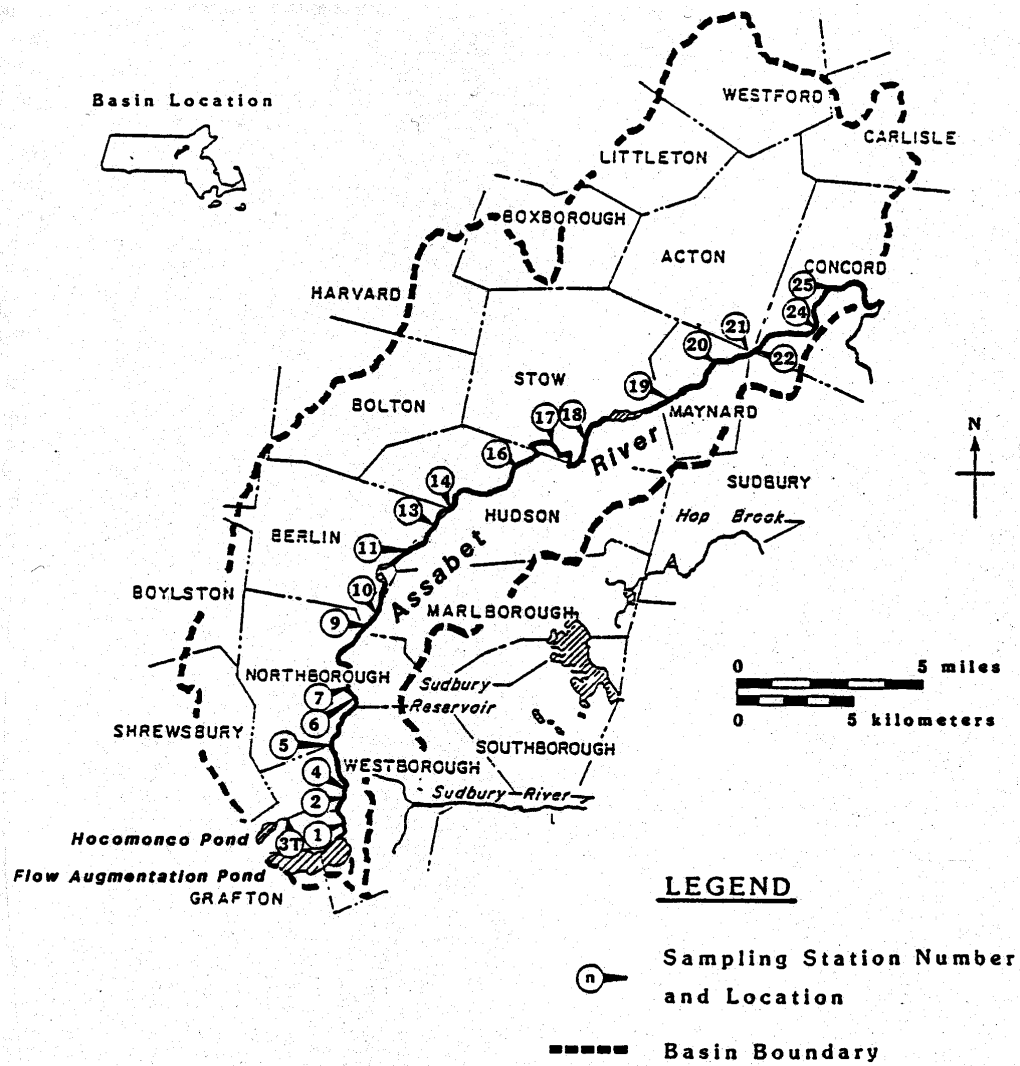 Basin Location
WESTFORD
CARLISLE
LITTLETON
BOXBOROUGH
ACTON
CONCORD
HARVARD
25
24
21
22
20
STOW
19
BOLTON
MAYNARD
17
18
River
16
N
14
SUDBURY
13
HUDSON
Hop Brook
BERLIN
11
Assabet
10
BOYLSTON
MARLBOROUGH
9
0 5 miles
0 5 kilometers
NORTHBOROUGH
7
Sudbury
Reservoir
6
SHREWSBURY
5
SOUTHBOROUGH
WESTBOROUGH
4
Sudbury River
2
1
Hocomonco Pond
3T
Flow Augmentation Pond
GRAFTON
LEGEND
n
Sampling Station Number
and Location
Basin Boundary